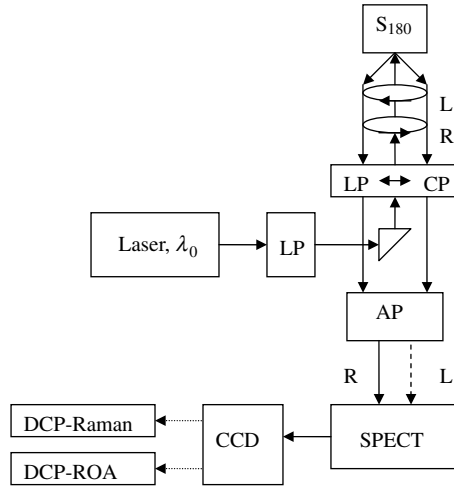 S₁₈₀
L
R
LP CP
Laser, λ₀
LP
AP
R L
DCP-Raman
CCD
SPECT
DCP-ROA